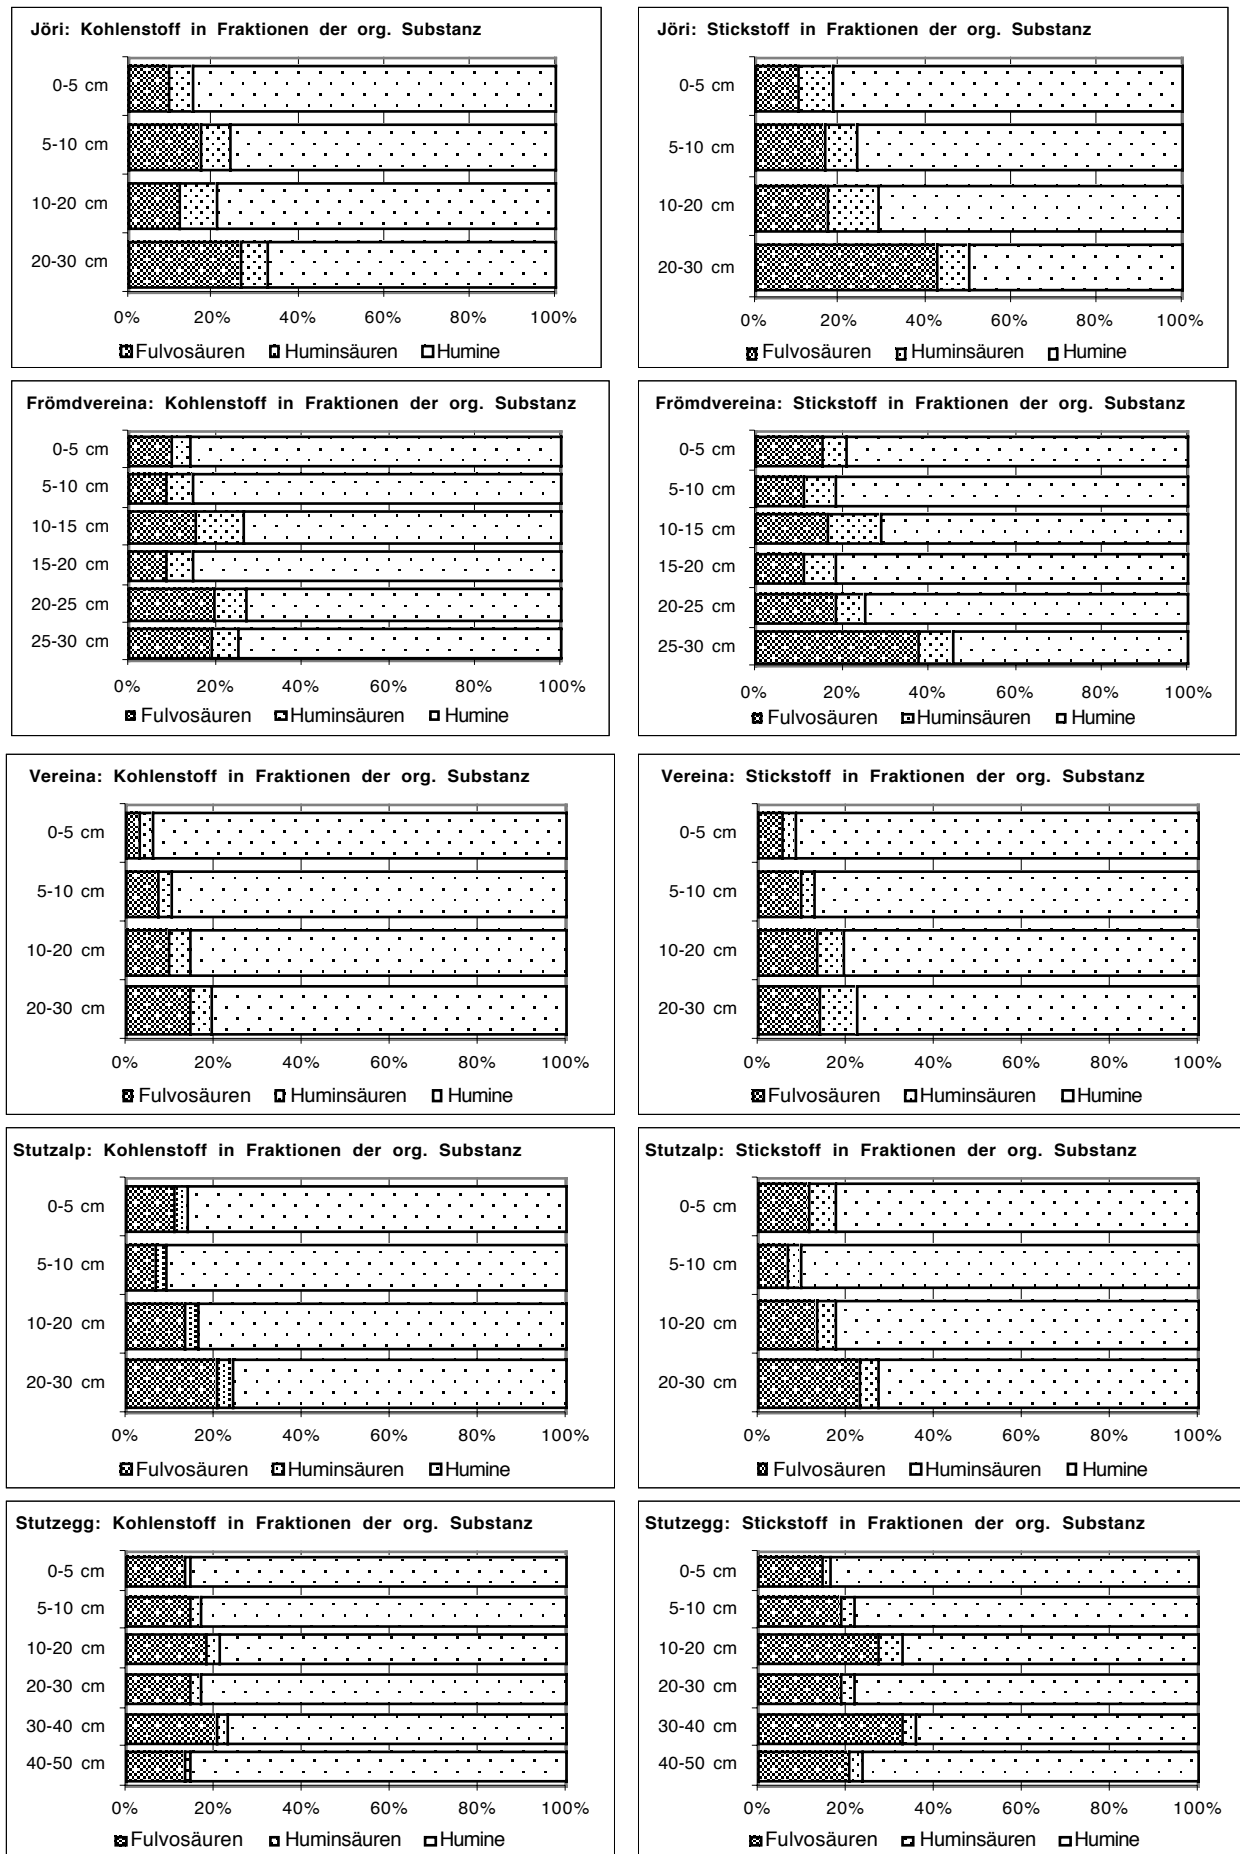 Jöri: Kohlenstoff in Fraktionen der org. Substanz
0-5 cm
5-10 cm
10-20 cm
20-30 cm
0% 20% 40% 60% 80% 100%
Fulvosäuren Huminsäuren Humine
Jöri: Stickstoff in Fraktionen der org. Substanz
0-5 cm
5-10 cm
10-20 cm
20-30 cm
0% 20% 40% 60% 80% 100%
Fulvosäuren Huminsäuren Humine
Frömdvereina: Kohlenstoff in Fraktionen der org. Substanz
0-5 cm
5-10 cm
10-15 cm
15-20 cm
20-25 cm
25-30 cm
0% 20% 40% 60% 80% 100%
Fulvosäuren Huminsäuren Humine
Frömdvereina: Stickstoff in Fraktionen der org. Substanz
0-5 cm
5-10 cm
10-15 cm
15-20 cm
20-25 cm
25-30 cm
0% 20% 40% 60% 80% 100%
Fulvosäuren Huminsäuren Humine
Vereina: Kohlenstoff in Fraktionen der org. Substanz
0-5 cm
5-10 cm
10-20 cm
20-30 cm
0% 20% 40% 60% 80% 100%
Fulvosäuren Huminsäuren Humine
Vereina: Stickstoff in Fraktionen der org. Substanz
0-5 cm
5-10 cm
10-20 cm
20-30 cm
0% 20% 40% 60% 80% 100%
Fulvosäuren Huminsäuren Humine
Stutzalp: Kohlenstoff in Fraktionen der org. Substanz
0-5 cm
5-10 cm
10-20 cm
20-30 cm
0% 20% 40% 60% 80% 100%
Fulvosäuren Huminsäuren Humine
Stutzalp: Stickstoff in Fraktionen der org. Substanz
0-5 cm
5-10 cm
10-20 cm
20-30 cm
0% 20% 40% 60% 80% 100%
Fulvosäuren Huminsäuren Humine
Stutzegg: Kohlenstoff in Fraktionen der org. Substanz
0-5 cm
5-10 cm
10-20 cm
20-30 cm
30-40 cm
40-50 cm
0% 20% 40% 60% 80% 100%
Fulvosäuren Huminsäuren Humine
Stutzegg: Stickstoff in Fraktionen der org. Substanz
0-5 cm
5-10 cm
10-20 cm
20-30 cm
30-40 cm
40-50 cm
0% 20% 40% 60% 80% 100%
Fulvosäuren Huminsäuren Humine